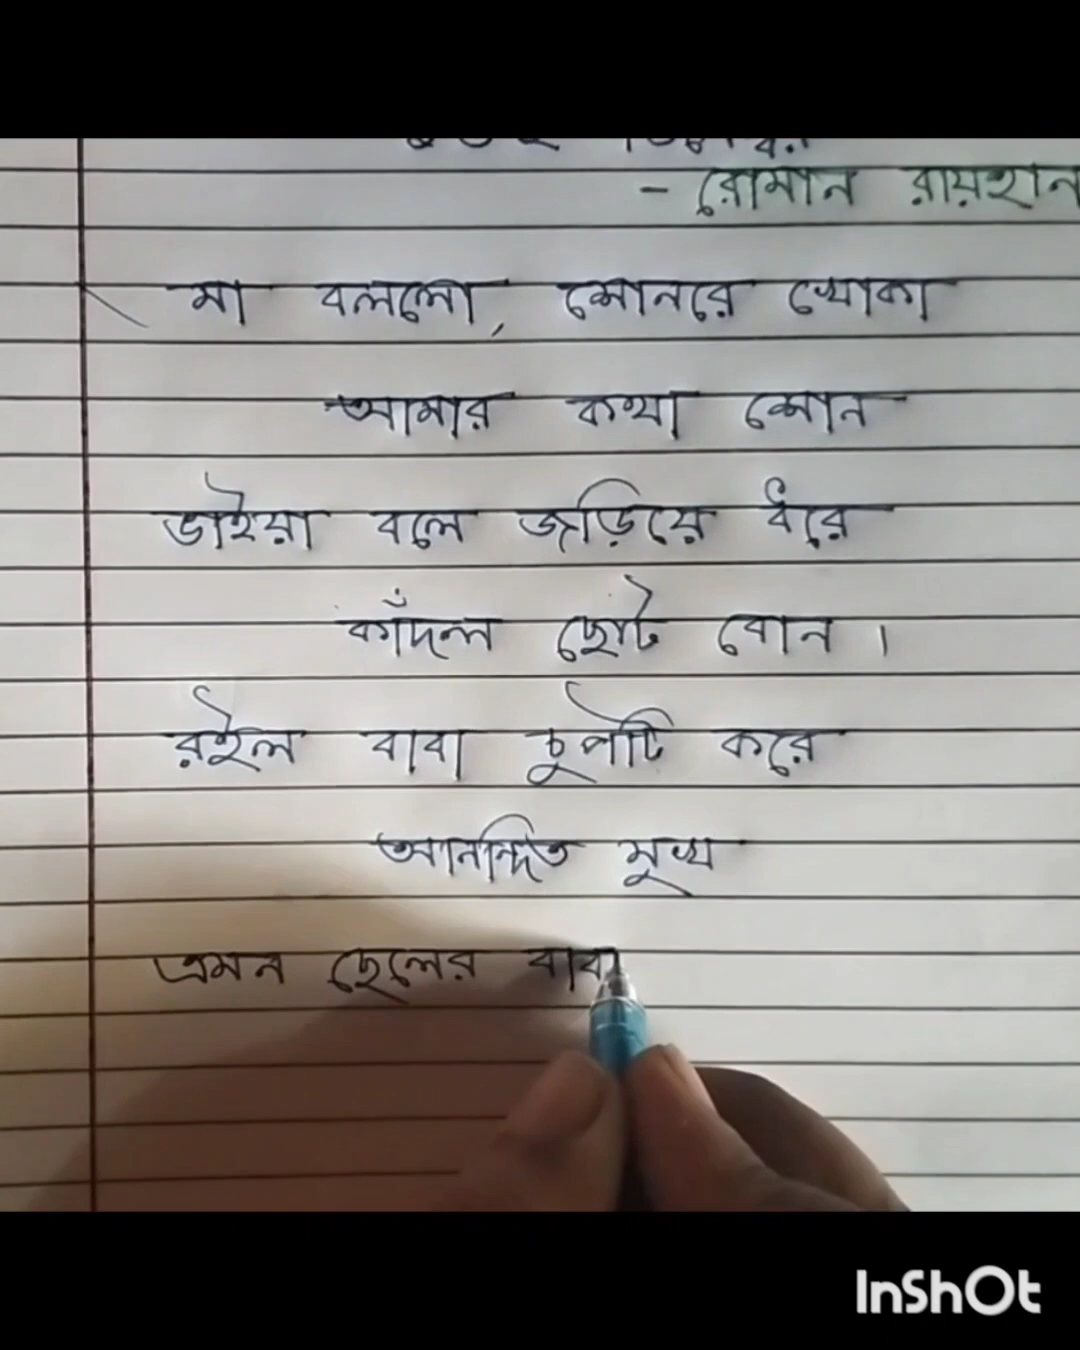 - রোমান রায়হান
মা বললো, শোনরে খোকা
আমার কথা শোন
ভাইয়া বলে জড়িয়ে ধরে
কাঁদল ছোট বোন ।
রইল বাবা চুপটি করে
আনন্দিত মুখ
এমন ছেলের বাবা
InShOt